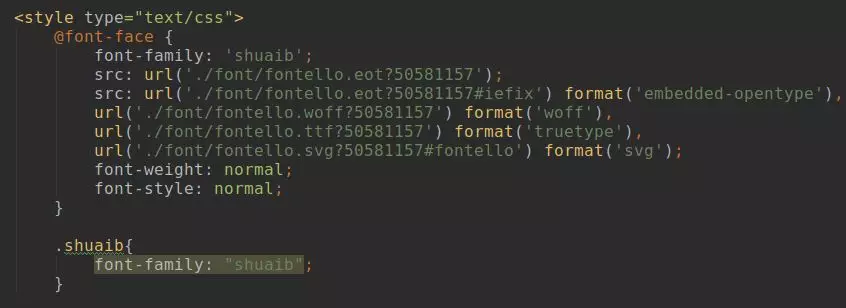 <style type="text/css">
@font-face {
font-family: 'shuaib';
src: url('./font/fontello.eot?50581157');
src: url('./font/fontello.eot?50581157#iefix') format('embedded-opentype'),
url('./font/fontello.woff?50581157') format('woff'),
url('./font/fontello.ttf?50581157') format('truetype'),
url('./font/fontello.svg?50581157#fontello') format('svg');
font-weight: normal;
font-style: normal;
}
.shuaib{
font-family: "shuaib";
}